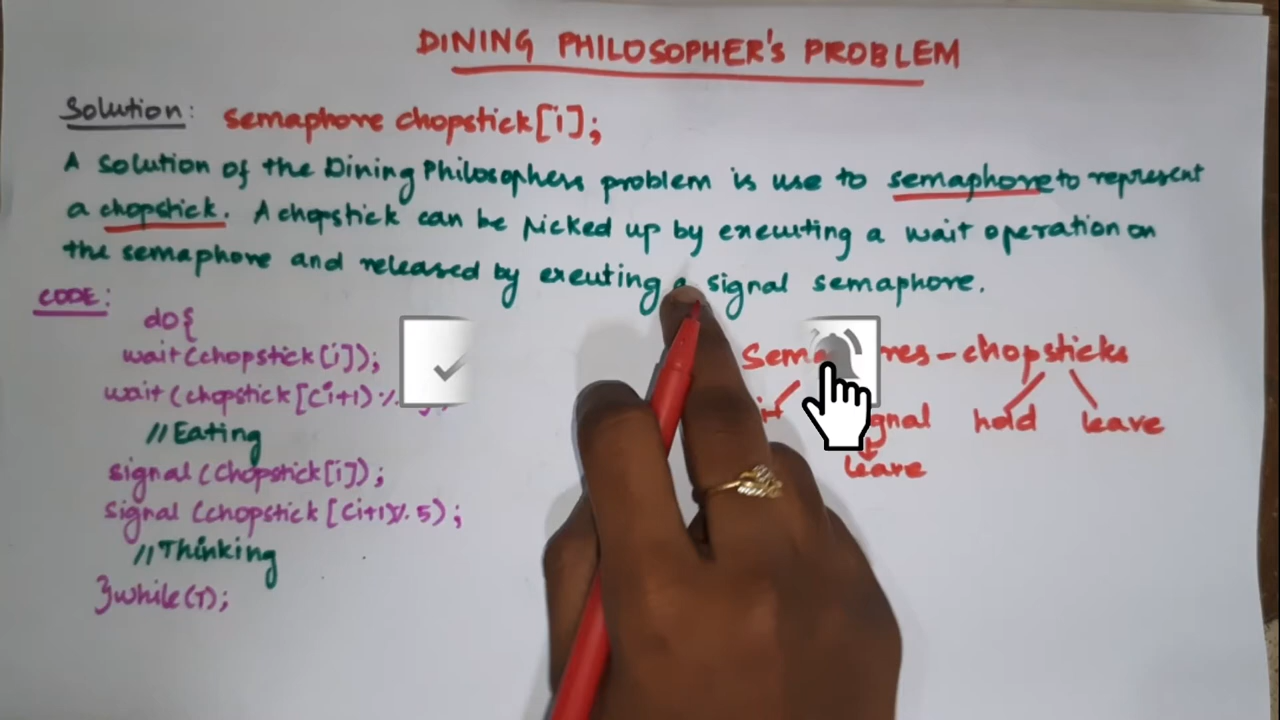 DINING PHILOSOPHER'S PROBLEM
Solution: semaphore chopstick[i];
A solution of the Dining Philosophers problem is use to semaphore to represent
a chopstick. A chopstick can be picked up by executing a wait operation on
the semaphore and released by exeuting a signal semaphore.
CODE:
do{
wait(chopstick[i]);
wait(chopstick[(i+1)%
//Eating
signal(chopstick[i]);
signal (chopstick[(i+1)%.5);
//Thinking
}while(T);
res - chopsticks
hold leave
leave